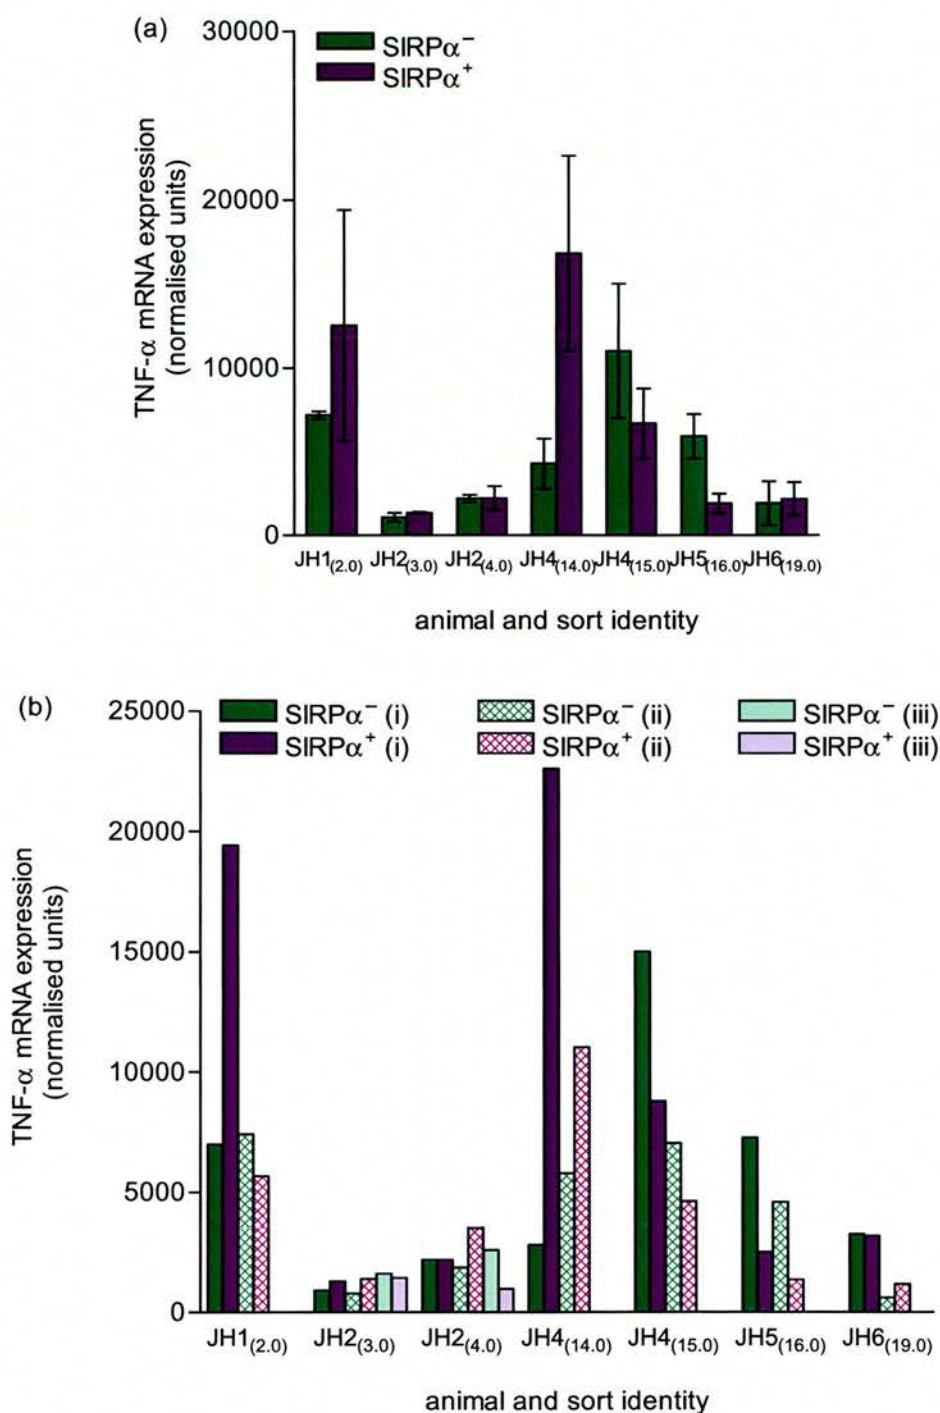 (a)
30000
SIRPα⁻
SIRPα⁺
20000
10000
0
TNF-α mRNA expression
(normalised units)
JH1(2.0) JH2(3.0) JH2(4.0) JH4(14.0) JH4(15.0) JH5(16.0) JH6(19.0)
animal and sort identity
(b)
25000
SIRPα⁻ (i) SIRPα⁻ (ii) SIRPα⁻ (iii)
SIRPα⁺ (i) SIRPα⁺ (ii) SIRPα⁺ (iii)
20000
15000
10000
5000
0
TNF-α mRNA expression
(normalised units)
JH1(2.0) JH2(3.0) JH2(4.0) JH4(14.0) JH4(15.0) JH5(16.0) JH6(19.0)
animal and sort identity